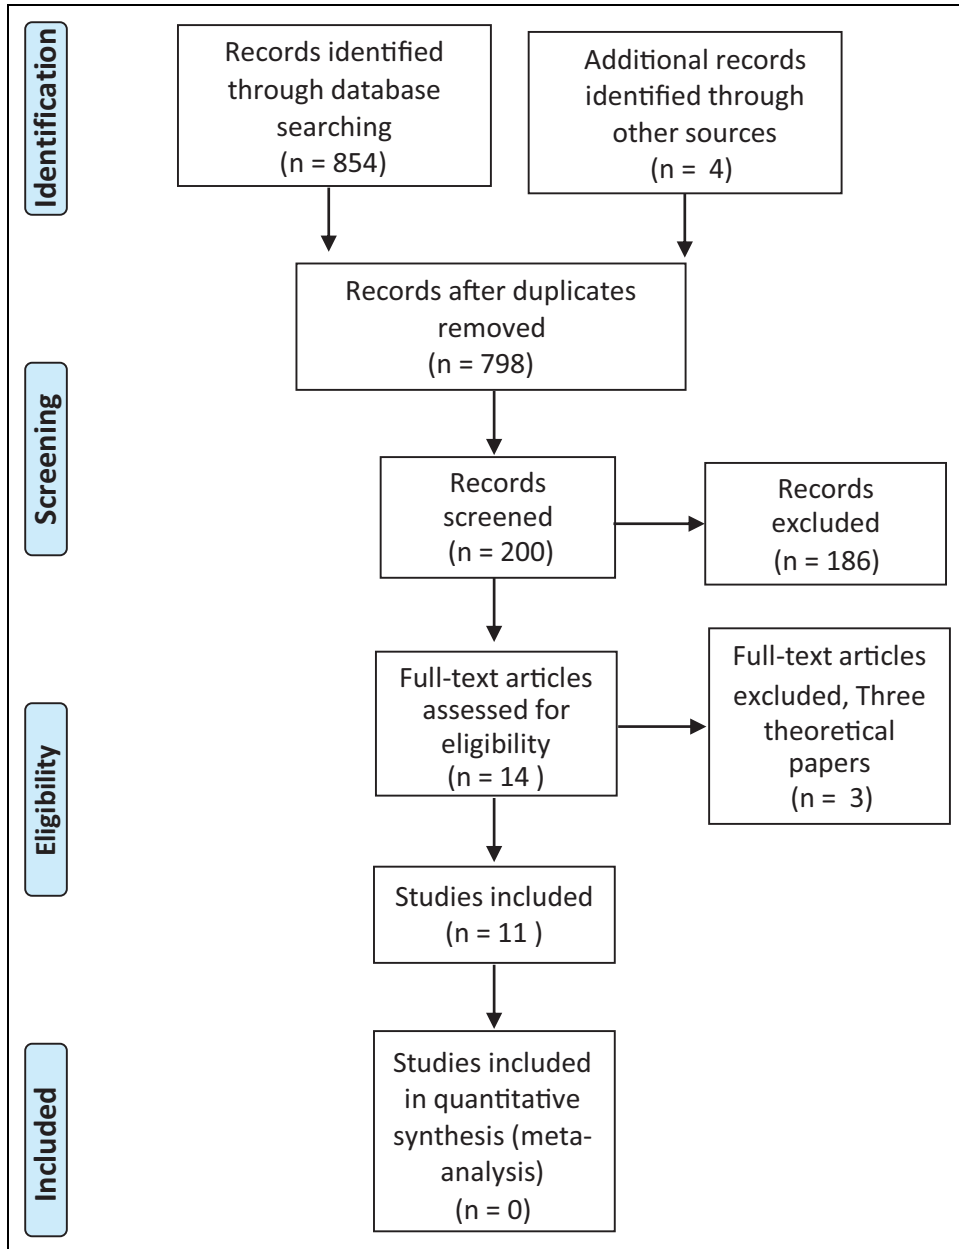 Identification
Records identified
through database
searching
(n = 854)
Additional records
identified through
other sources
(n =  4)
Records after duplicates
removed
(n = 798)
Screening
Records
screened
(n = 200)
Records
excluded
(n = 186)
Eligibility
Full-text articles
assessed for
eligibility
(n = 14 )
Full-text articles
excluded, Three
theoretical
papers
(n =  3)
Studies included
(n = 11 )
Included
Studies included
in quantitative
synthesis (meta-
analysis)
(n = 0)